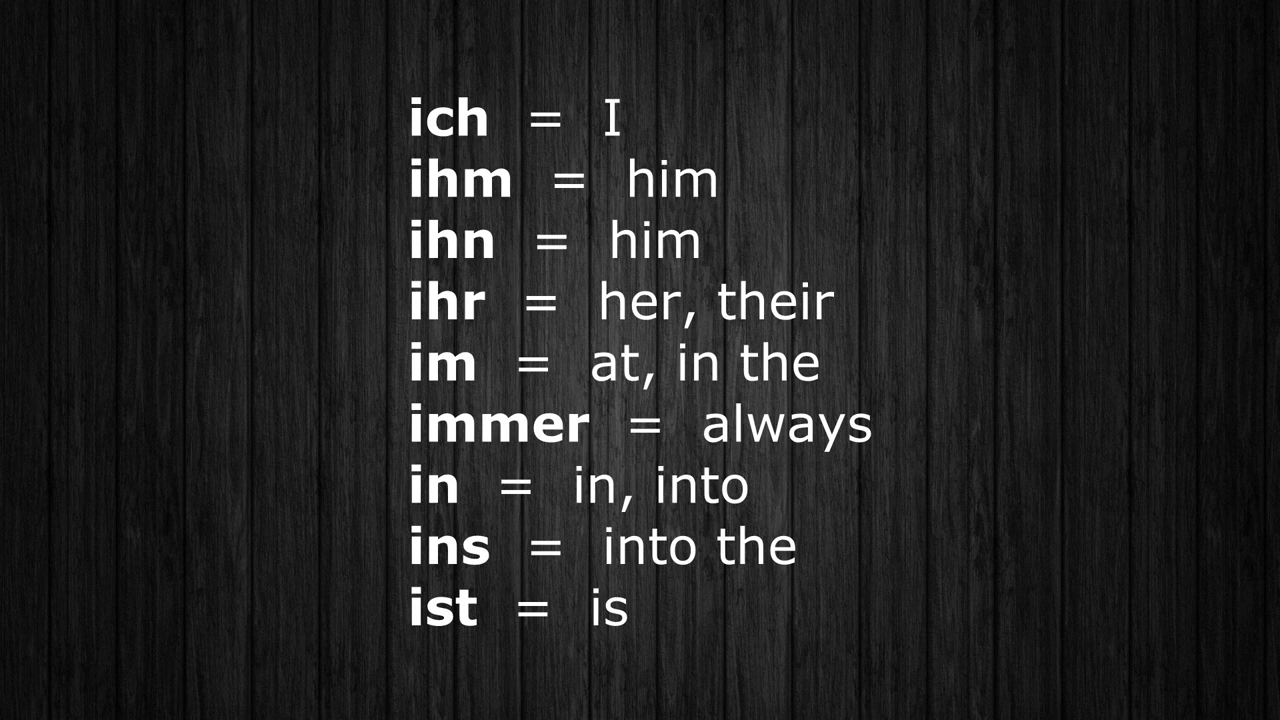 ich = I
ihm = him
ihn = him
ihr = her, their
im = at, in the
immer = always
in = in, into
ins = into the
ist = is